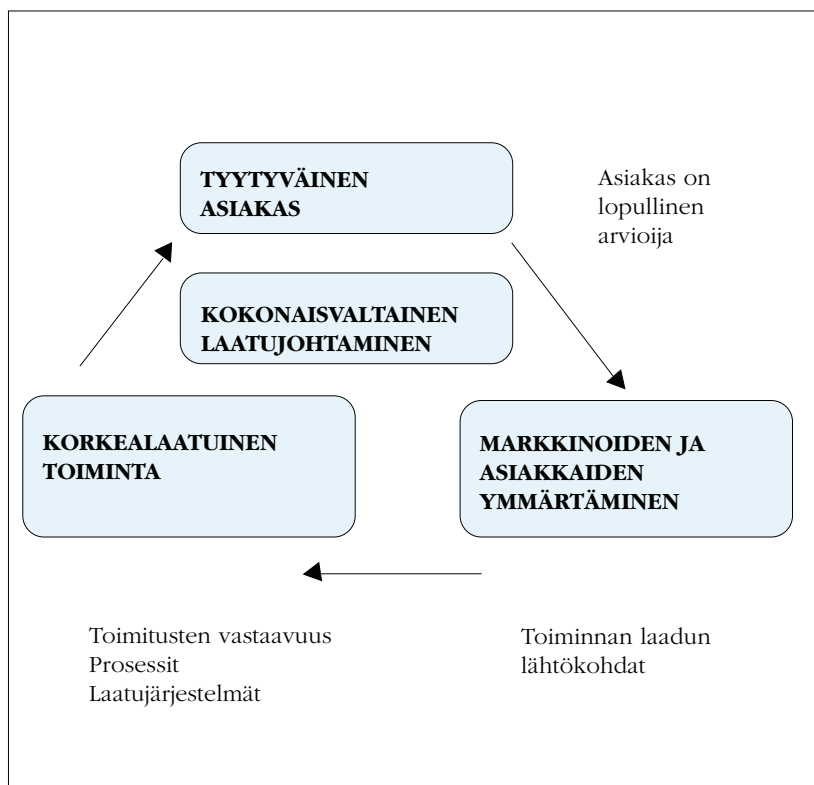 TYYTYVÄINEN
ASIAKAS
Asiakas on
lopullinen
arvioija
KOKONAISVALTAINEN
LAATUJOHTAMINEN
KORKEALAATUINEN
TOIMINTA
MARKKINOIDEN JA
ASIAKKAIDEN
YMMÄRTÄMINEN
Toimitusten vastaavuus
Prosessit
Laatujärjestelmät
Toiminnan laadun
lähtökohdat